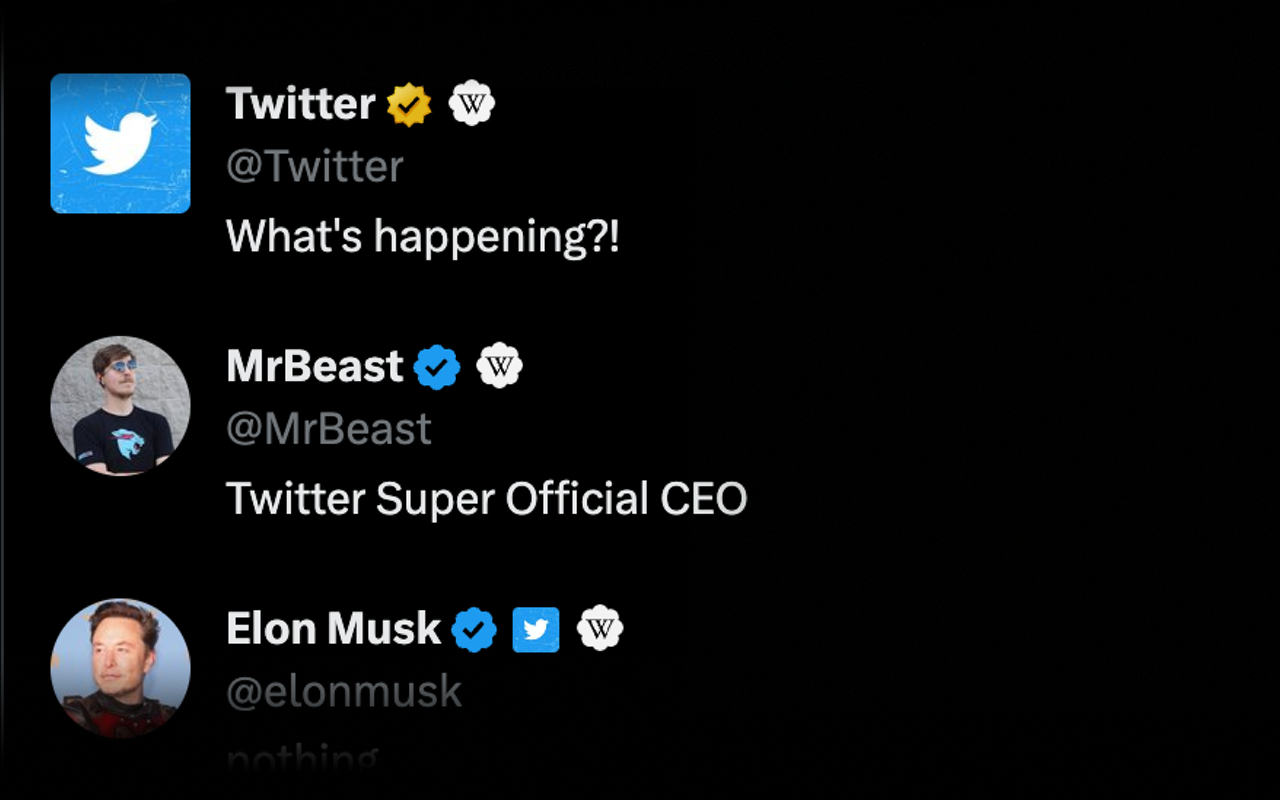 Twitter W
@Twitter
What's happening?!
MrBeast W
@MrBeast
Twitter Super Official CEO
Elon Musk W
@elonmusk
nothing